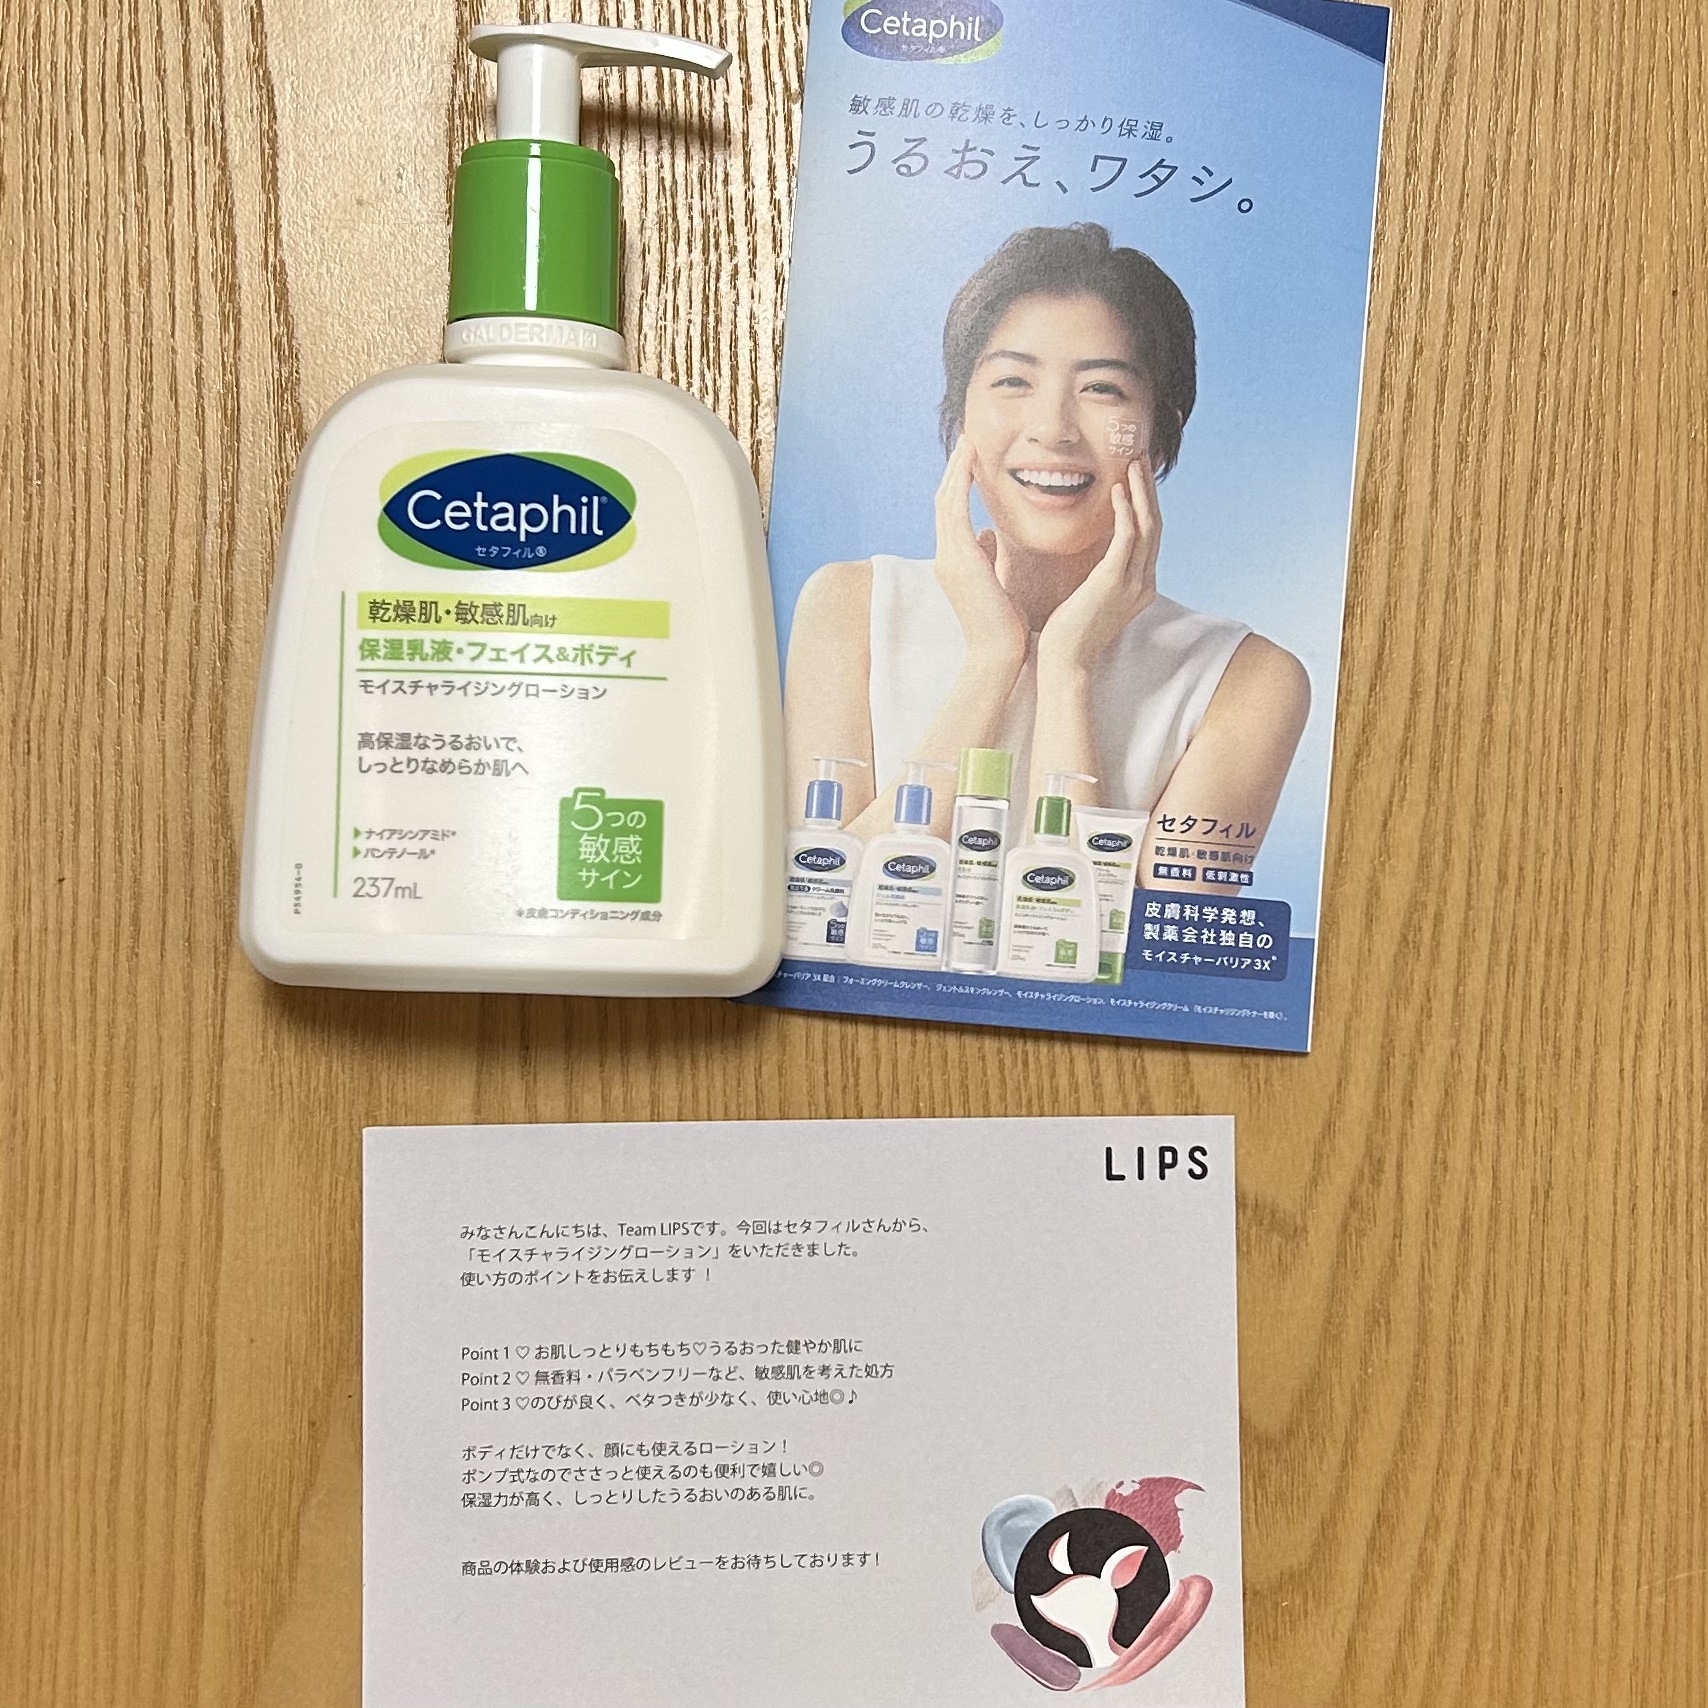 GALDERMA
Cetaphil®
セタフィル®
乾燥肌・敏感肌向け
保湿乳液・フェイス&ボディ
モイスチャライジングローション
高保湿なうるおいで、
しっとりなめらか肌へ
ナイアシンアミド*
パンテノール*
237mL
5つの
敏感
サイン
*皮膚コンディショニング成分
P54954-0
Cetaphil
セタフィル®
敏感肌の乾燥を、しっかり保湿。
うるおえ、ワタシ。
5つの
敏感
サイン
Cetaphil
Cetaphil
Cetaphil
Cetaphil
Cetaphil
セタフィル
乾燥肌・敏感肌向け
無香料 低刺激性
皮膚科学発想、
製薬会社独自の
モイスチャーバリア3X*
LIPS
みなさんこんにちは、Team LIPSです。今回はセタフィルさんから、
「モイスチャライジングローション」をいただきました。
使い方のポイントをお伝えします！
Point 1 ♡ お肌しっとりもちもち♡うるおった健やか肌に
Point 2 ♡ 無香料・パラベンフリーなど、敏感肌を考えた処方
Point 3 ♡のびが良く、ベタつきが少なく、使い心地◎♪
ボディだけでなく、顔にも使えるローション！
ポンプ式なのでささっと使えるのも便利で嬉しい◎
保湿力が高く、しっとりしたうるおいのある肌に。
商品の体験および使用感のレビューをお待ちしております！